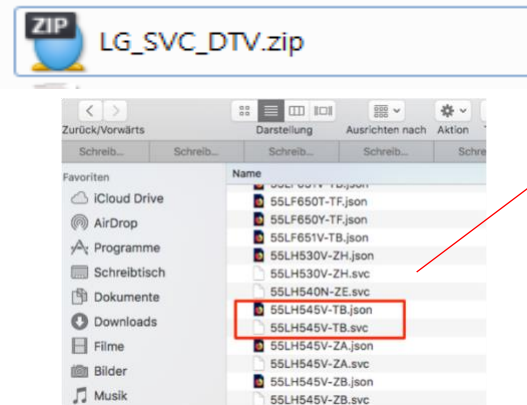 ZIP
LG_SVC_DTV.zip
Zurück/Vorwärts Darstellung Ausrichten nach Aktion
Schreib... Schreib... Schreib... Schreib... Schre
Favoriten
iCloud Drive
AirDrop
Programme
Schreibtisch
Dokumente
Downloads
Filme
Bilder
Musik
Name
55LF650T-TF.json
55LF650Y-TF.json
55LF651V-TB.json
55LH530V-ZH.json
55LH530V-ZH.svc
55LH540N-ZE.svc
55LH545V-TB.json
55LH545V-TB.svc
55LH545V-ZA.json
55LH545V-ZA.svc
55LH545V-ZB.json
55LH545V-ZB.svc